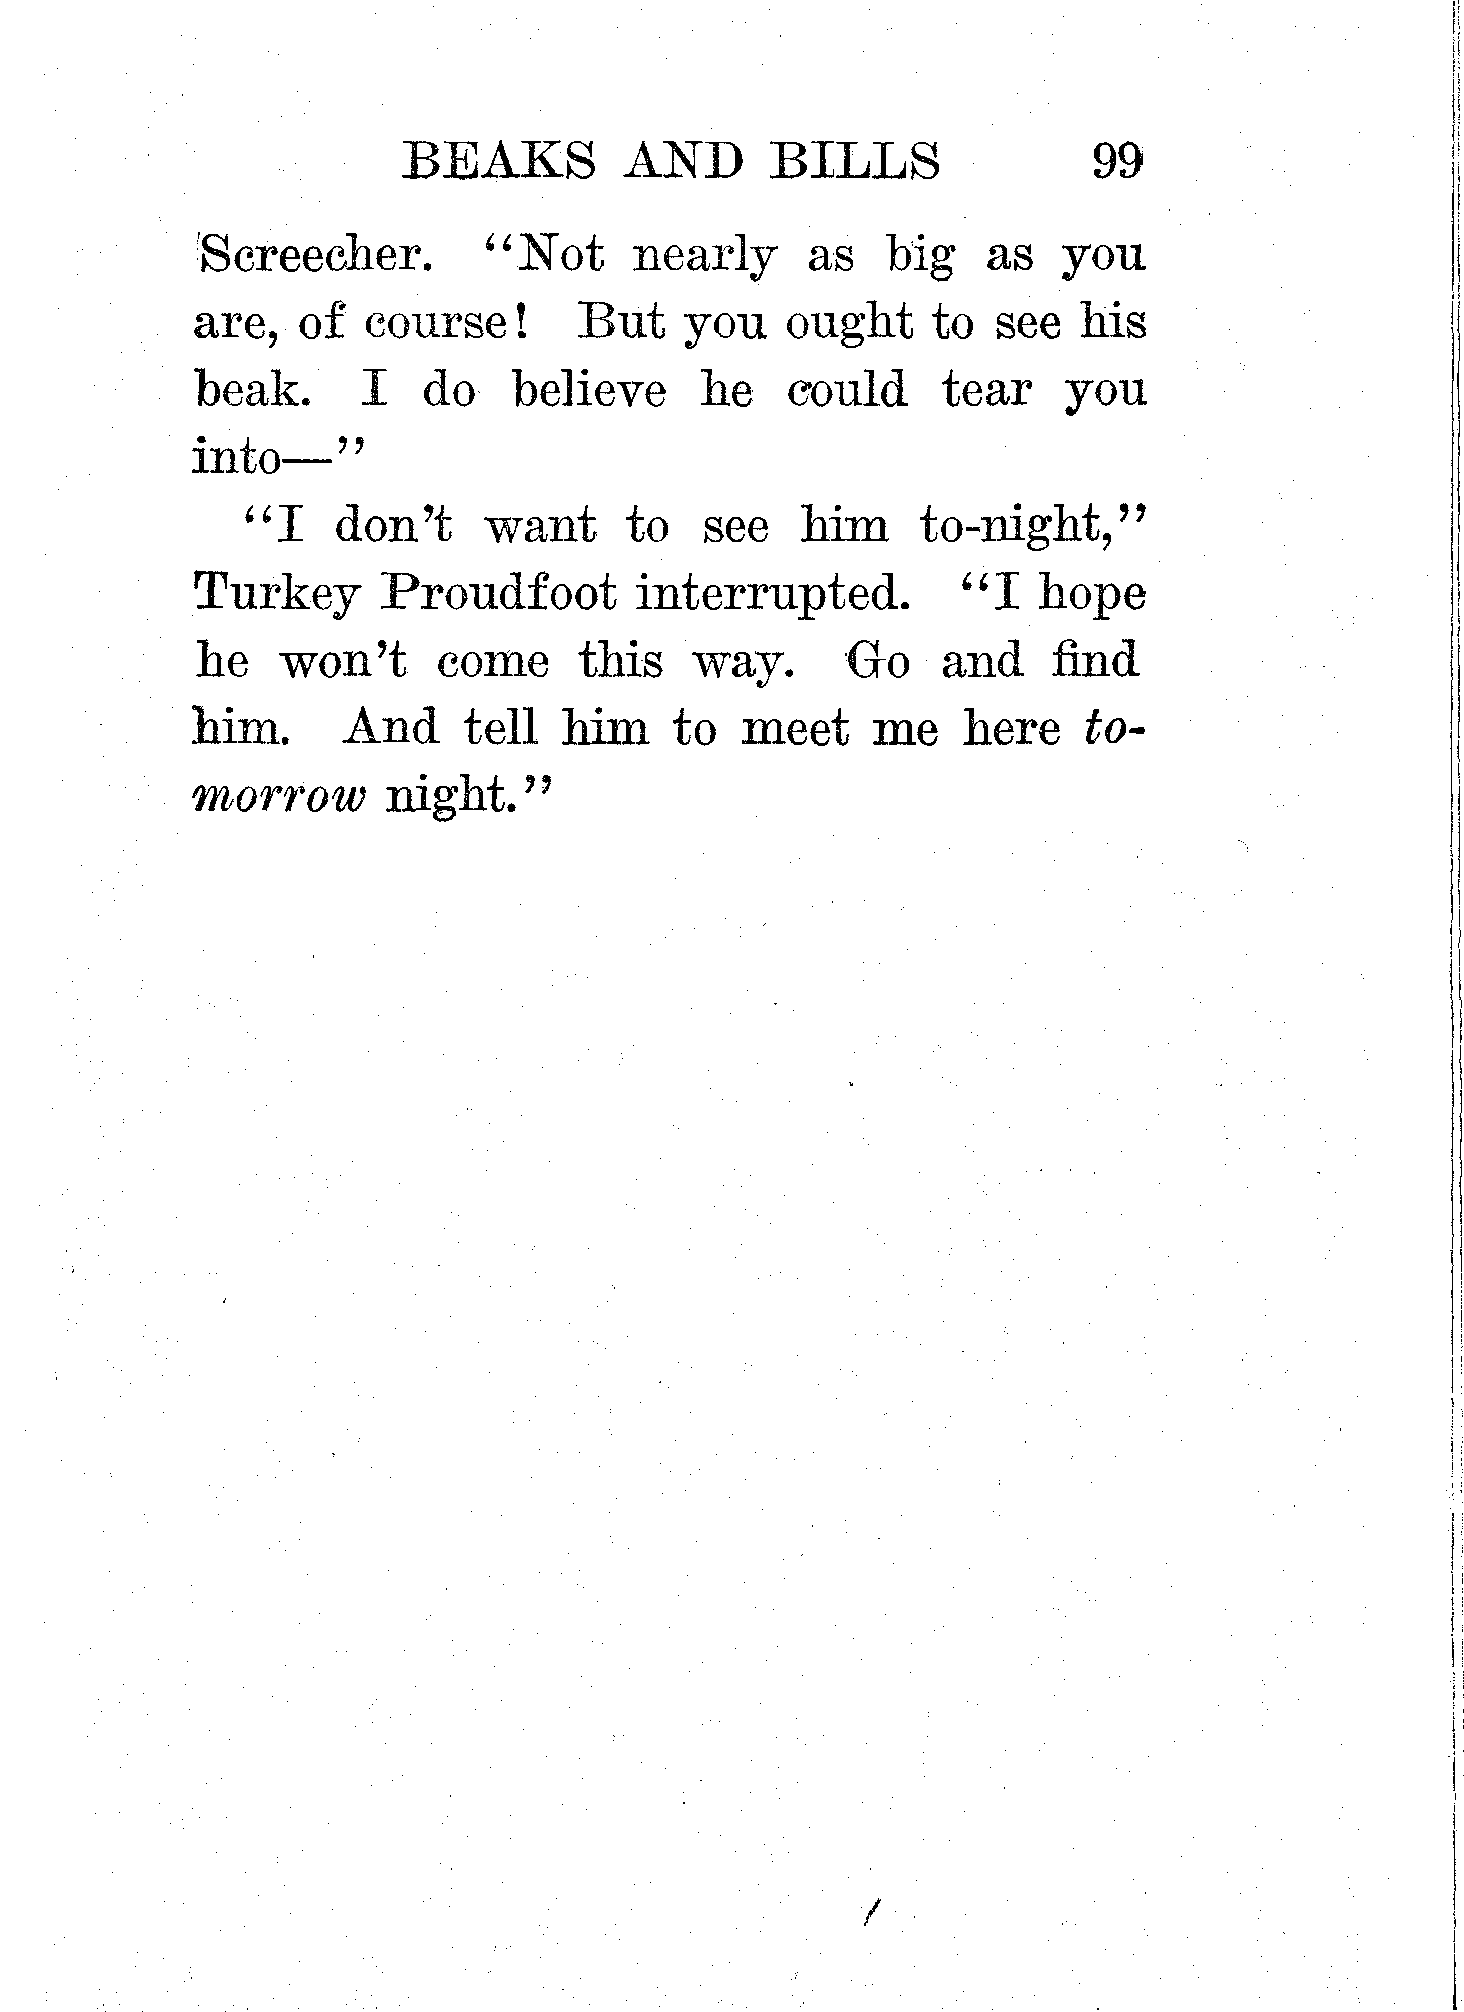 BEAKS AND BILLS 99
Screecher. "Not nearly as big as you
are, of course! But you ought to see his
beak. I do believe he could tear you
into—"
"I don't want to see him to-night,"
Turkey Proudfoot interrupted. "I hope
he won't come this way. Go and find
him. And tell him to meet me here to-
morrow night."